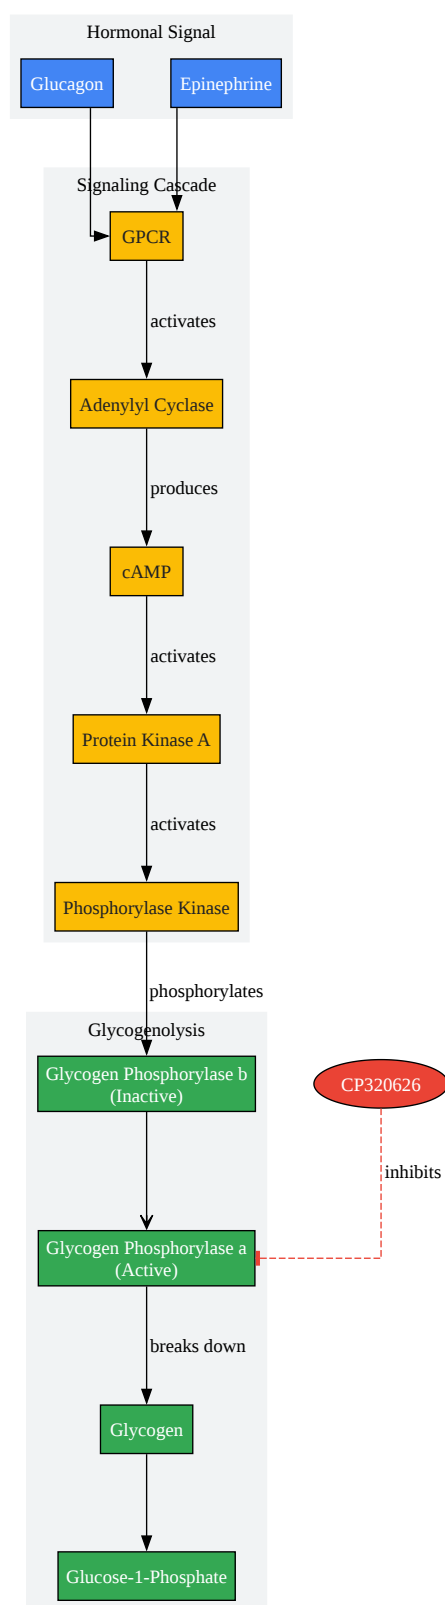 Hormonal Signal
Glucagon
Epinephrine
Signaling Cascade
GPCR
activates
Adenylyl Cyclase
produces
cAMP
activates
Protein Kinase A
activates
Phosphorylase Kinase
phosphorylates
Glycogenolysis
Glycogen Phosphorylase b
(Inactive)
CP320626
inhibits
Glycogen Phosphorylase a
(Active)
breaks down
Glycogen
Glucose-1-Phosphate